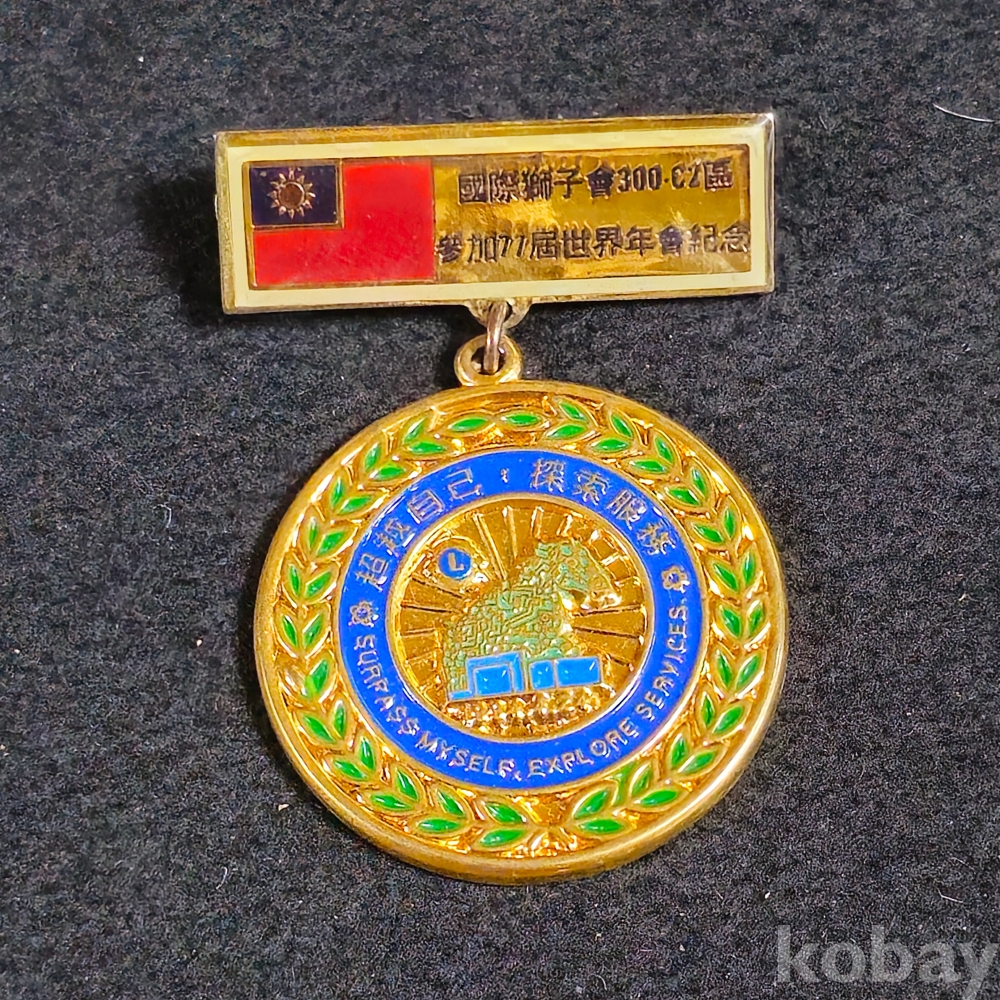 國際獅子會300-C2區
參加77屆世界年會紀念
超越自己,探索服務
SURPASS MYSELF, EXPLORE SERVICES
L
kobay